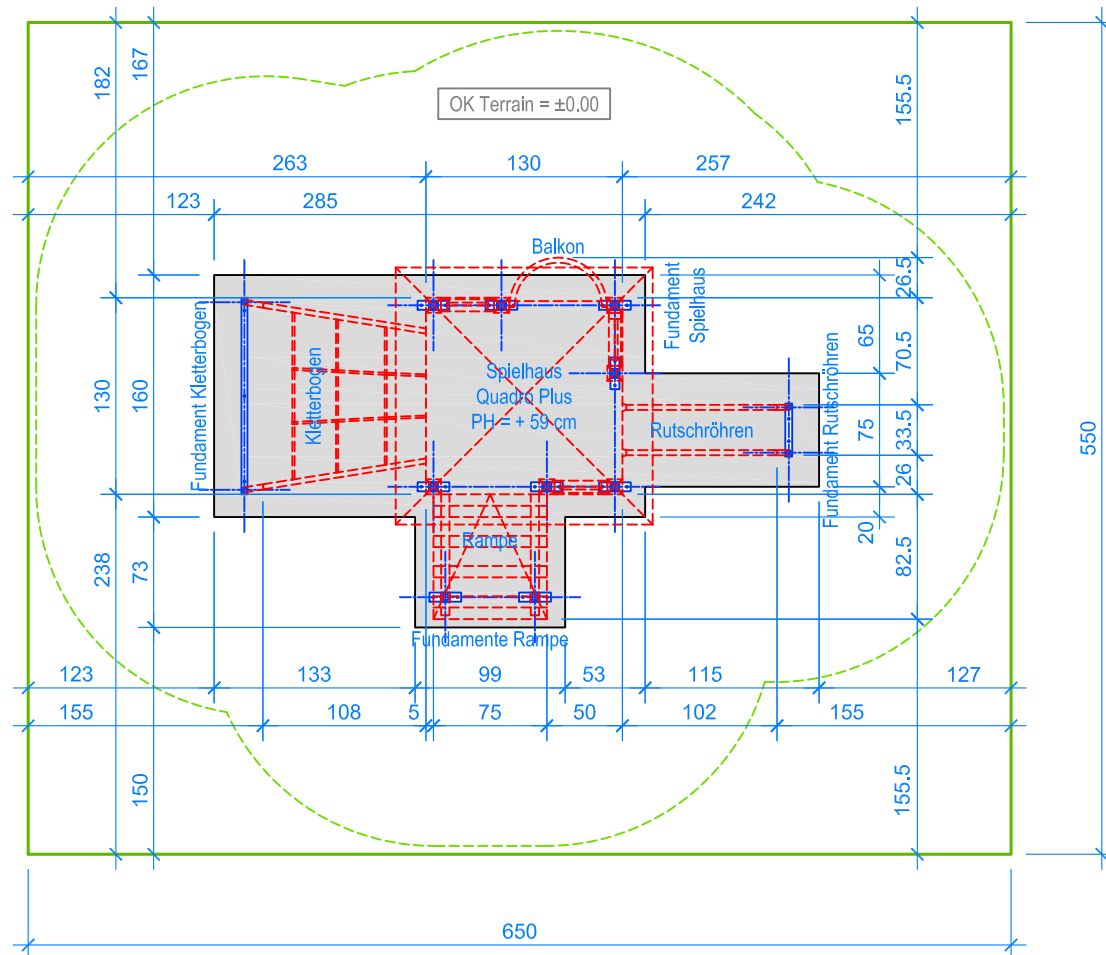 182
167
155.5
OK Terrain = ±0.00
263
130
257
123
285
242
Balkon
Fundament
Spielhaus
26.5
65
70.5
Fundament Kletterbogen
Kletterbogen
Spielhaus
Quadro Plus
PH = + 59 cm
Rutschröhren
Fundament Rutschröhren
130
160
75
33.5
26
20
82.5
550
238
73
Rampe
Fundamente Rampe
123
133
99
53
115
127
155
108
5
75
50
102
155
150
155.5
650